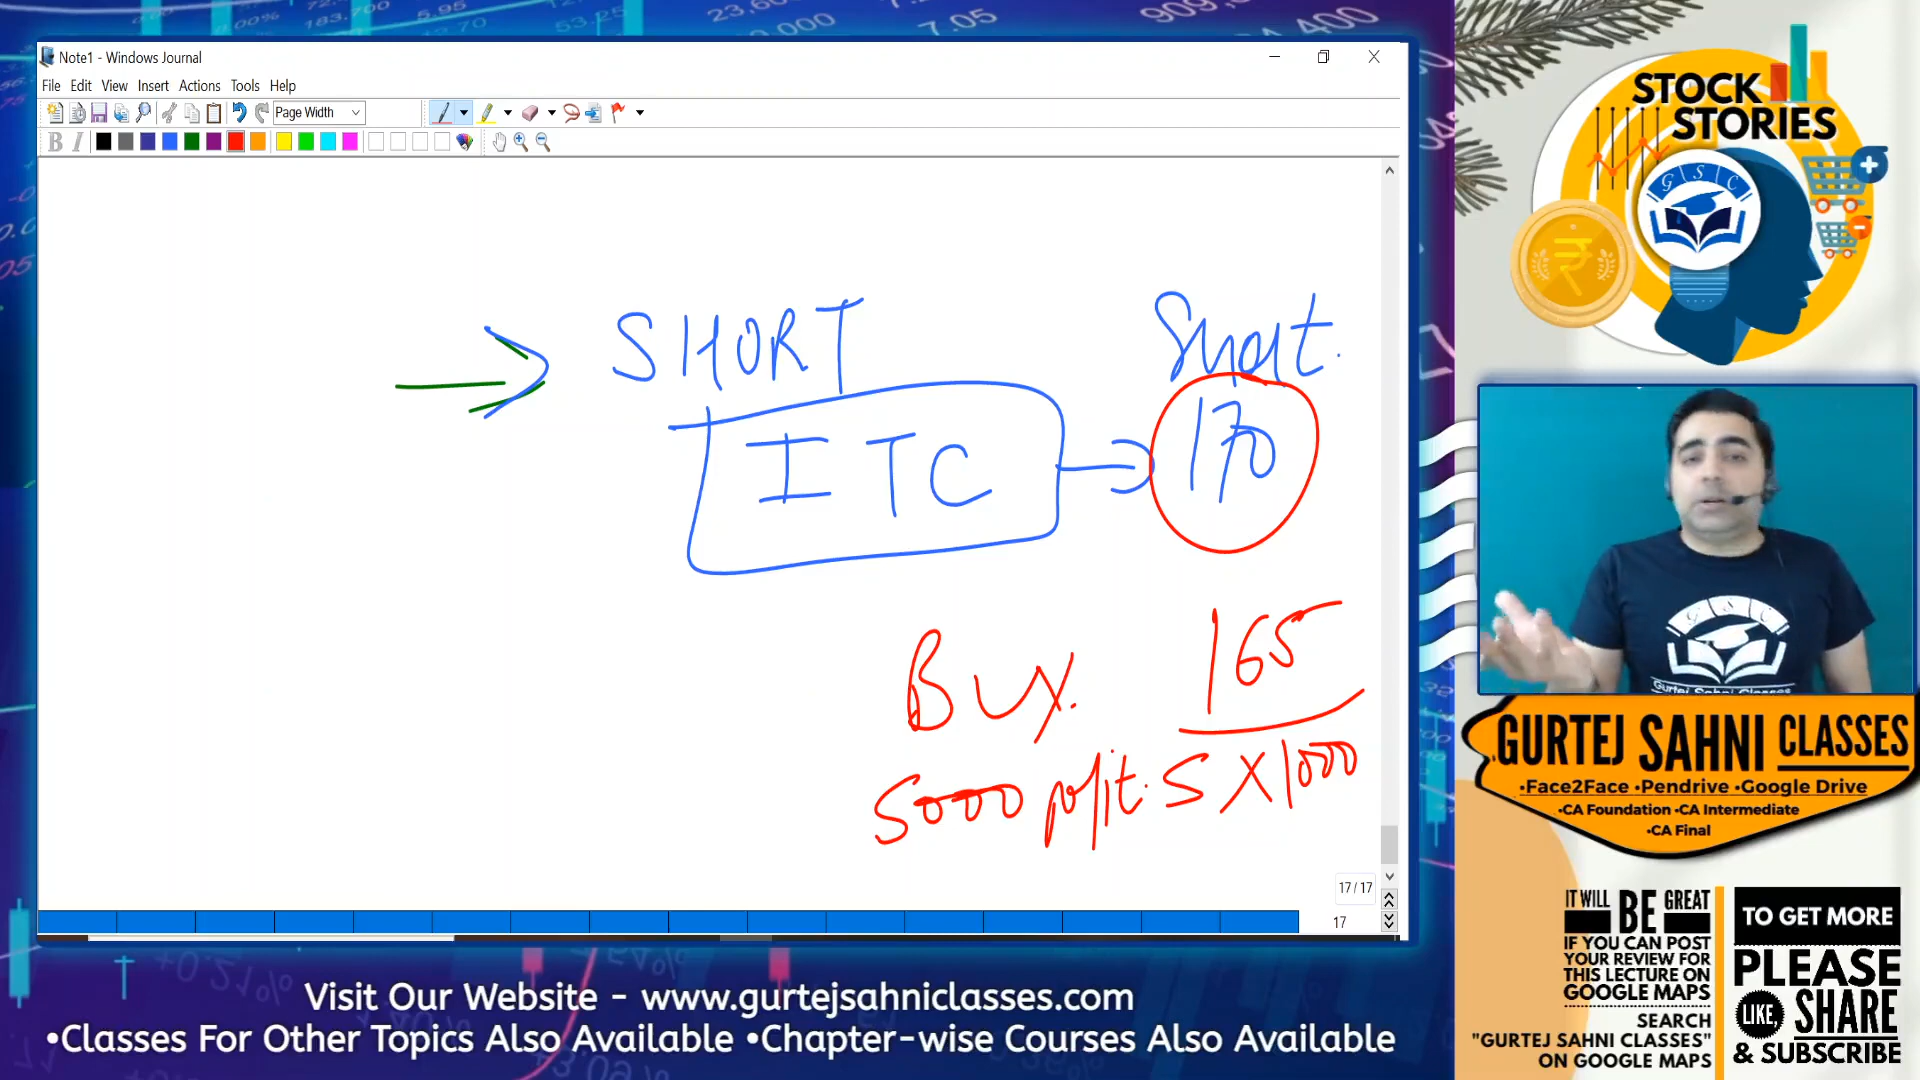 Note1 - Windows Journal
File Edit View Insert Actions Tools Help
Page Width
B I
SHORT
Short.
ITC
170
Buy.
165
5000 profit. 5 X 1000
17/17
17
STOCK
STORIES
G S C
G S C
Gurtej Sahni Classes
GURTEJ SAHNI CLASSES
•Face2Face •Pendrive •Google Drive
•CA Foundation •CA Intermediate
•CA Final
IT WILL BE GREAT
IF YOU CAN POST
YOUR REVIEW FOR
THIS LECTURE ON
GOOGLE MAPS
SEARCH
"GURTEJ SAHNI CLASSES"
ON GOOGLE MAPS
TO GET MORE
PLEASE
LIKE, SHARE
& SUBSCRIBE
Visit Our Website - www.gurtejsahniclasses.com
•Classes For Other Topics Also Available •Chapter-wise Courses Also Available